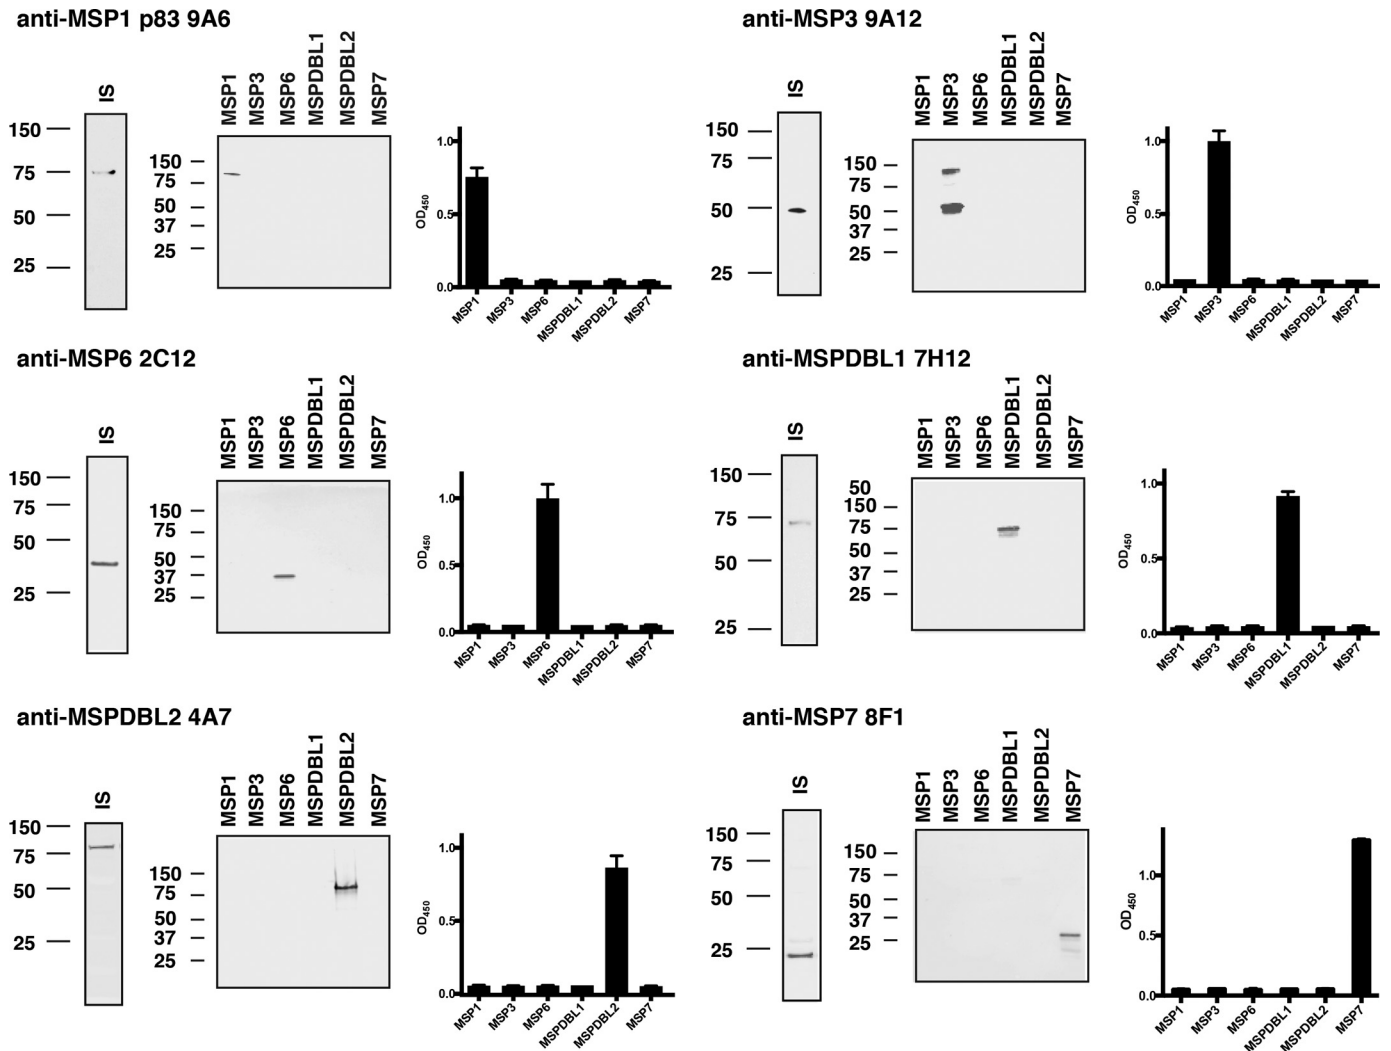 anti-MSP1 p83 9A6
IS
150
75
50
25
MSP1
MSP3
MSP6
MSPDBL1
MSPDBL2
MSP7
150
75
50
37
25
OD450
1.0
0.5
0.0
MSP1
MSP3
MSP6
MSPDBL1
MSPDBL2
MSP7
anti-MSP3 9A12
IS
150
75
50
25
MSP1
MSP3
MSP6
MSPDBL1
MSPDBL2
MSP7
150
75
50
37
25
OD450
1.0
0.5
0.0
MSP1
MSP3
MSP6
MSPDBL1
MSPDBL2
MSP7
anti-MSP6 2C12
IS
150
75
50
25
MSP1
MSP3
MSP6
MSPDBL1
MSPDBL2
MSP7
150
75
50
37
25
OD450
1.0
0.5
0.0
MSP1
MSP3
MSP6
MSPDBL1
MSPDBL2
MSP7
anti-MSPDBL1 7H12
IS
150
75
50
25
MSP1
MSP3
MSP6
MSPDBL1
MSPDBL2
MSP7
50
150
75
50
37
25
OD450
1.0
0.5
0.0
MSP1
MSP3
MSP6
MSPDBL1
MSPDBL2
MSP7
anti-MSPDBL2 4A7
IS
150
75
50
25
MSP1
MSP3
MSP6
MSPDBL1
MSPDBL2
MSP7
150
75
50
37
25
OD450
1.0
0.5
0.0
MSP1
MSP3
MSP6
MSPDBL1
MSPDBL2
MSP7
anti-MSP7 8F1
IS
150
75
50
25
MSP1
MSP3
MSP6
MSPDBL1
MSPDBL2
MSP7
150
75
50
37
25
OD450
1.0
0.5
0.0
MSP1
MSP3
MSP6
MSPDBL1
MSPDBL2
MSP7